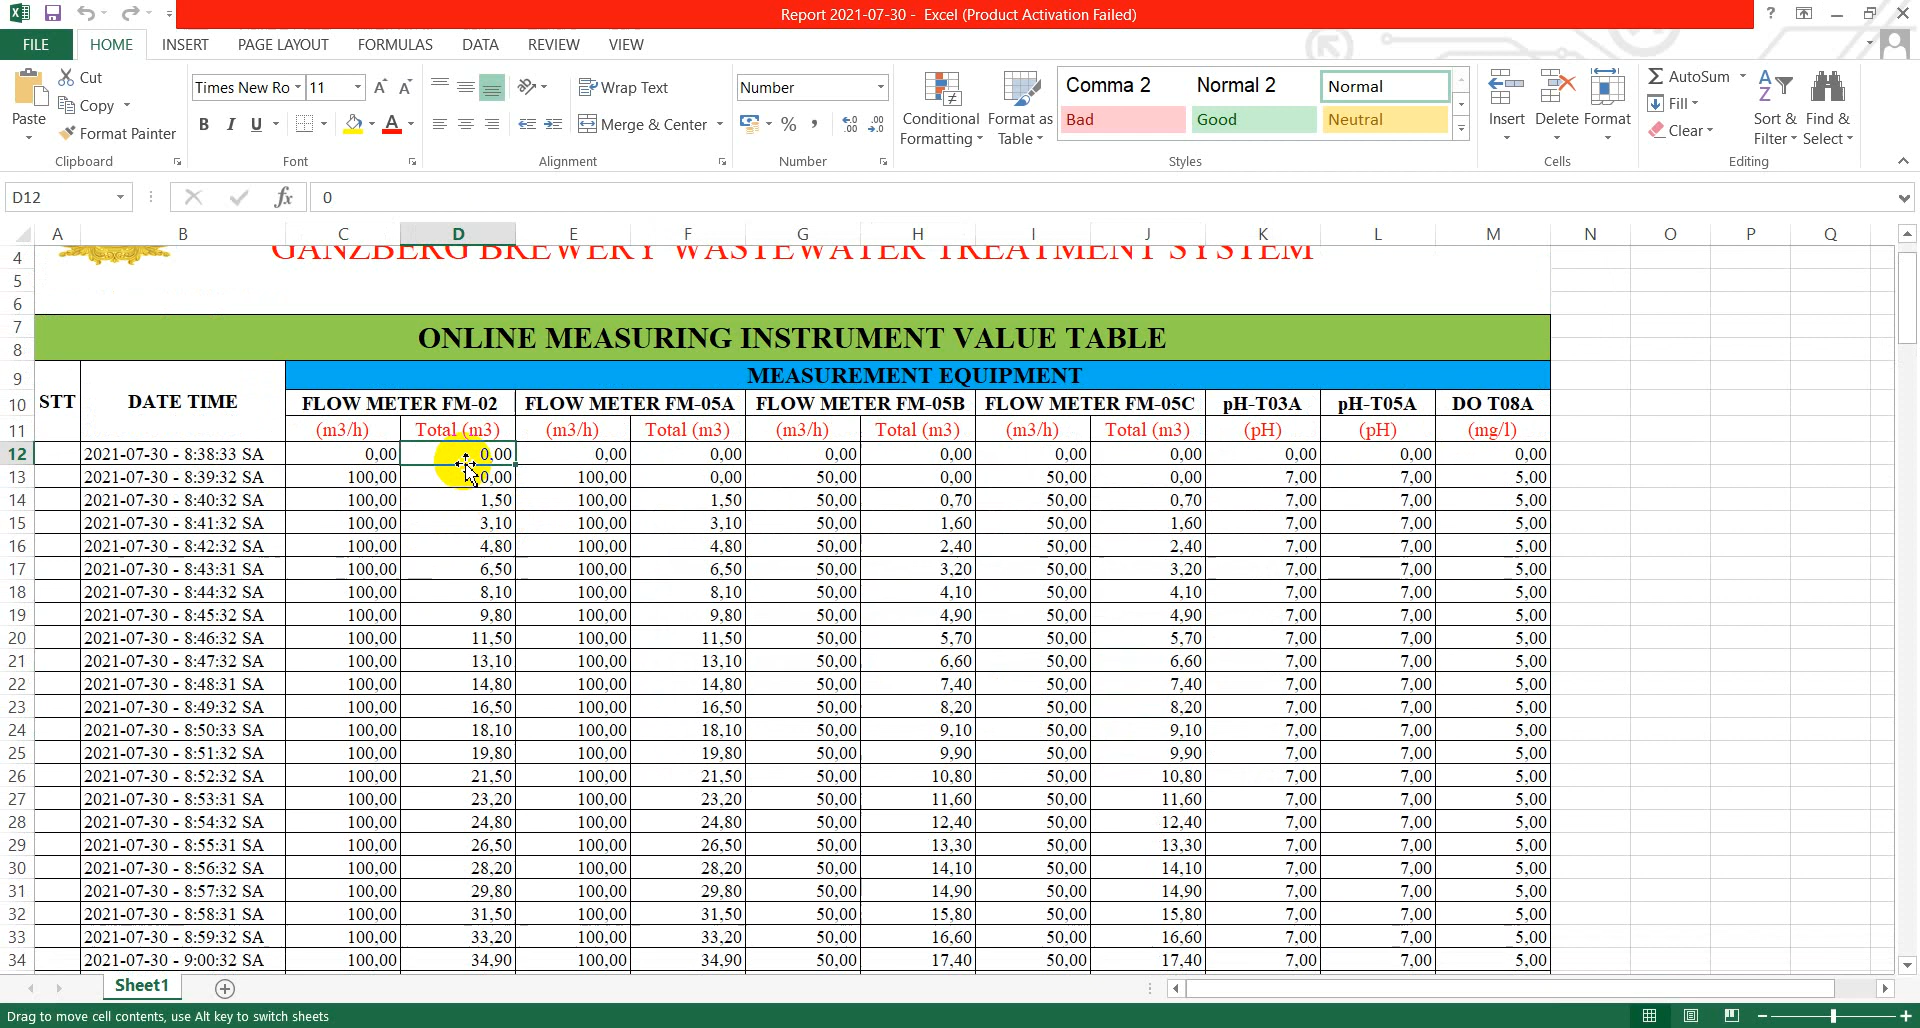 Report 2021-07-30 - Excel (Product Activation Failed)
?
FILE HOME INSERT PAGE LAYOUT FORMULAS DATA REVIEW VIEW
Paste
Cut
Copy
Format Painter
Clipboard
Times New Ro 11
B I U
Font
Wrap Text
Merge & Center
Alignment
Number
%
Number
Conditional Formatting
Format as Table
Comma 2 Normal 2 Normal
Bad Good Neutral
Styles
Insert Delete Format
Cells
AutoSum
Fill
Clear
Sort & Filter
Find & Select
Editing
D12 fx 0
A B C D E F G H I J K L M N O P Q
4 GANZBERG BREWERY WASTEWATER TREATMENT SYSTEM
5
6
7
8
ONLINE MEASURING INSTRUMENT VALUE TABLE
9 MEASUREMENT EQUIPMENT
STT DATE TIME
10 FLOW METER FM-02 FLOW METER FM-05A FLOW METER FM-05B FLOW METER FM-05C pH-T03A pH-T05A DO T08A
11 (m3/h) Total (m3) (m3/h) Total (m3) (m3/h) Total (m3) (m3/h) Total (m3) (pH) (pH) (mg/l)
12 2021-07-30 - 8:38:33 SA 0,00 0,00 0,00 0,00 0,00 0,00 0,00 0,00 0,00 0,00 0,00
13 2021-07-30 - 8:39:32 SA 100,00 0,00 100,00 0,00 50,00 0,00 50,00 0,00 7,00 7,00 5,00
14 2021-07-30 - 8:40:32 SA 100,00 1,50 100,00 1,50 50,00 0,70 50,00 0,70 7,00 7,00 5,00
15 2021-07-30 - 8:41:32 SA 100,00 3,10 100,00 3,10 50,00 1,60 50,00 1,60 7,00 7,00 5,00
16 2021-07-30 - 8:42:32 SA 100,00 4,80 100,00 4,80 50,00 2,40 50,00 2,40 7,00 7,00 5,00
17 2021-07-30 - 8:43:31 SA 100,00 6,50 100,00 6,50 50,00 3,20 50,00 3,20 7,00 7,00 5,00
18 2021-07-30 - 8:44:32 SA 100,00 8,10 100,00 8,10 50,00 4,10 50,00 4,10 7,00 7,00 5,00
19 2021-07-30 - 8:45:32 SA 100,00 9,80 100,00 9,80 50,00 4,90 50,00 4,90 7,00 7,00 5,00
20 2021-07-30 - 8:46:32 SA 100,00 11,50 100,00 11,50 50,00 5,70 50,00 5,70 7,00 7,00 5,00
21 2021-07-30 - 8:47:32 SA 100,00 13,10 100,00 13,10 50,00 6,60 50,00 6,60 7,00 7,00 5,00
22 2021-07-30 - 8:48:31 SA 100,00 14,80 100,00 14,80 50,00 7,40 50,00 7,40 7,00 7,00 5,00
23 2021-07-30 - 8:49:32 SA 100,00 16,50 100,00 16,50 50,00 8,20 50,00 8,20 7,00 7,00 5,00
24 2021-07-30 - 8:50:33 SA 100,00 18,10 100,00 18,10 50,00 9,10 50,00 9,10 7,00 7,00 5,00
25 2021-07-30 - 8:51:32 SA 100,00 19,80 100,00 19,80 50,00 9,90 50,00 9,90 7,00 7,00 5,00
26 2021-07-30 - 8:52:32 SA 100,00 21,50 100,00 21,50 50,00 10,80 50,00 10,80 7,00 7,00 5,00
27 2021-07-30 - 8:53:31 SA 100,00 23,20 100,00 23,20 50,00 11,60 50,00 11,60 7,00 7,00 5,00
28 2021-07-30 - 8:54:32 SA 100,00 24,80 100,00 24,80 50,00 12,40 50,00 12,40 7,00 7,00 5,00
29 2021-07-30 - 8:55:31 SA 100,00 26,50 100,00 26,50 50,00 13,30 50,00 13,30 7,00 7,00 5,00
30 2021-07-30 - 8:56:32 SA 100,00 28,20 100,00 28,20 50,00 14,10 50,00 14,10 7,00 7,00 5,00
31 2021-07-30 - 8:57:32 SA 100,00 29,80 100,00 29,80 50,00 14,90 50,00 14,90 7,00 7,00 5,00
32 2021-07-30 - 8:58:31 SA 100,00 31,50 100,00 31,50 50,00 15,80 50,00 15,80 7,00 7,00 5,00
33 2021-07-30 - 8:59:32 SA 100,00 33,20 100,00 33,20 50,00 16,60 50,00 16,60 7,00 7,00 5,00
34 2021-07-30 - 9:00:32 SA 100,00 34,90 100,00 34,90 50,00 17,40 50,00 17,40 7,00 7,00 5,00
Sheet1
Drag to move cell contents, use Alt key to switch sheets